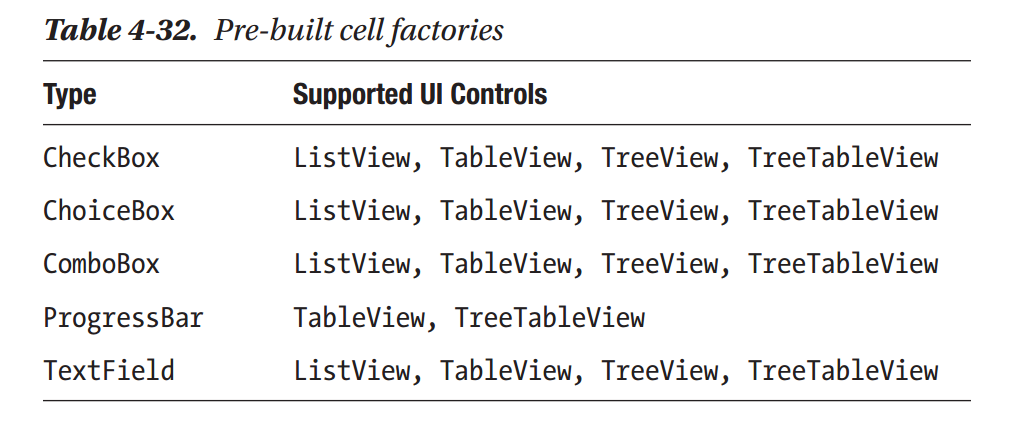 Table 4-32. Pre-built cell factories
Type Supported UI Controls
CheckBox ListView, TableView, TreeView, TreeTableView
ChoiceBox ListView, TableView, TreeView, TreeTableView
ComboBox ListView, TableView, TreeView, TreeTableView
ProgressBar TableView, TreeTableView
TextField ListView, TableView, TreeView, TreeTableView